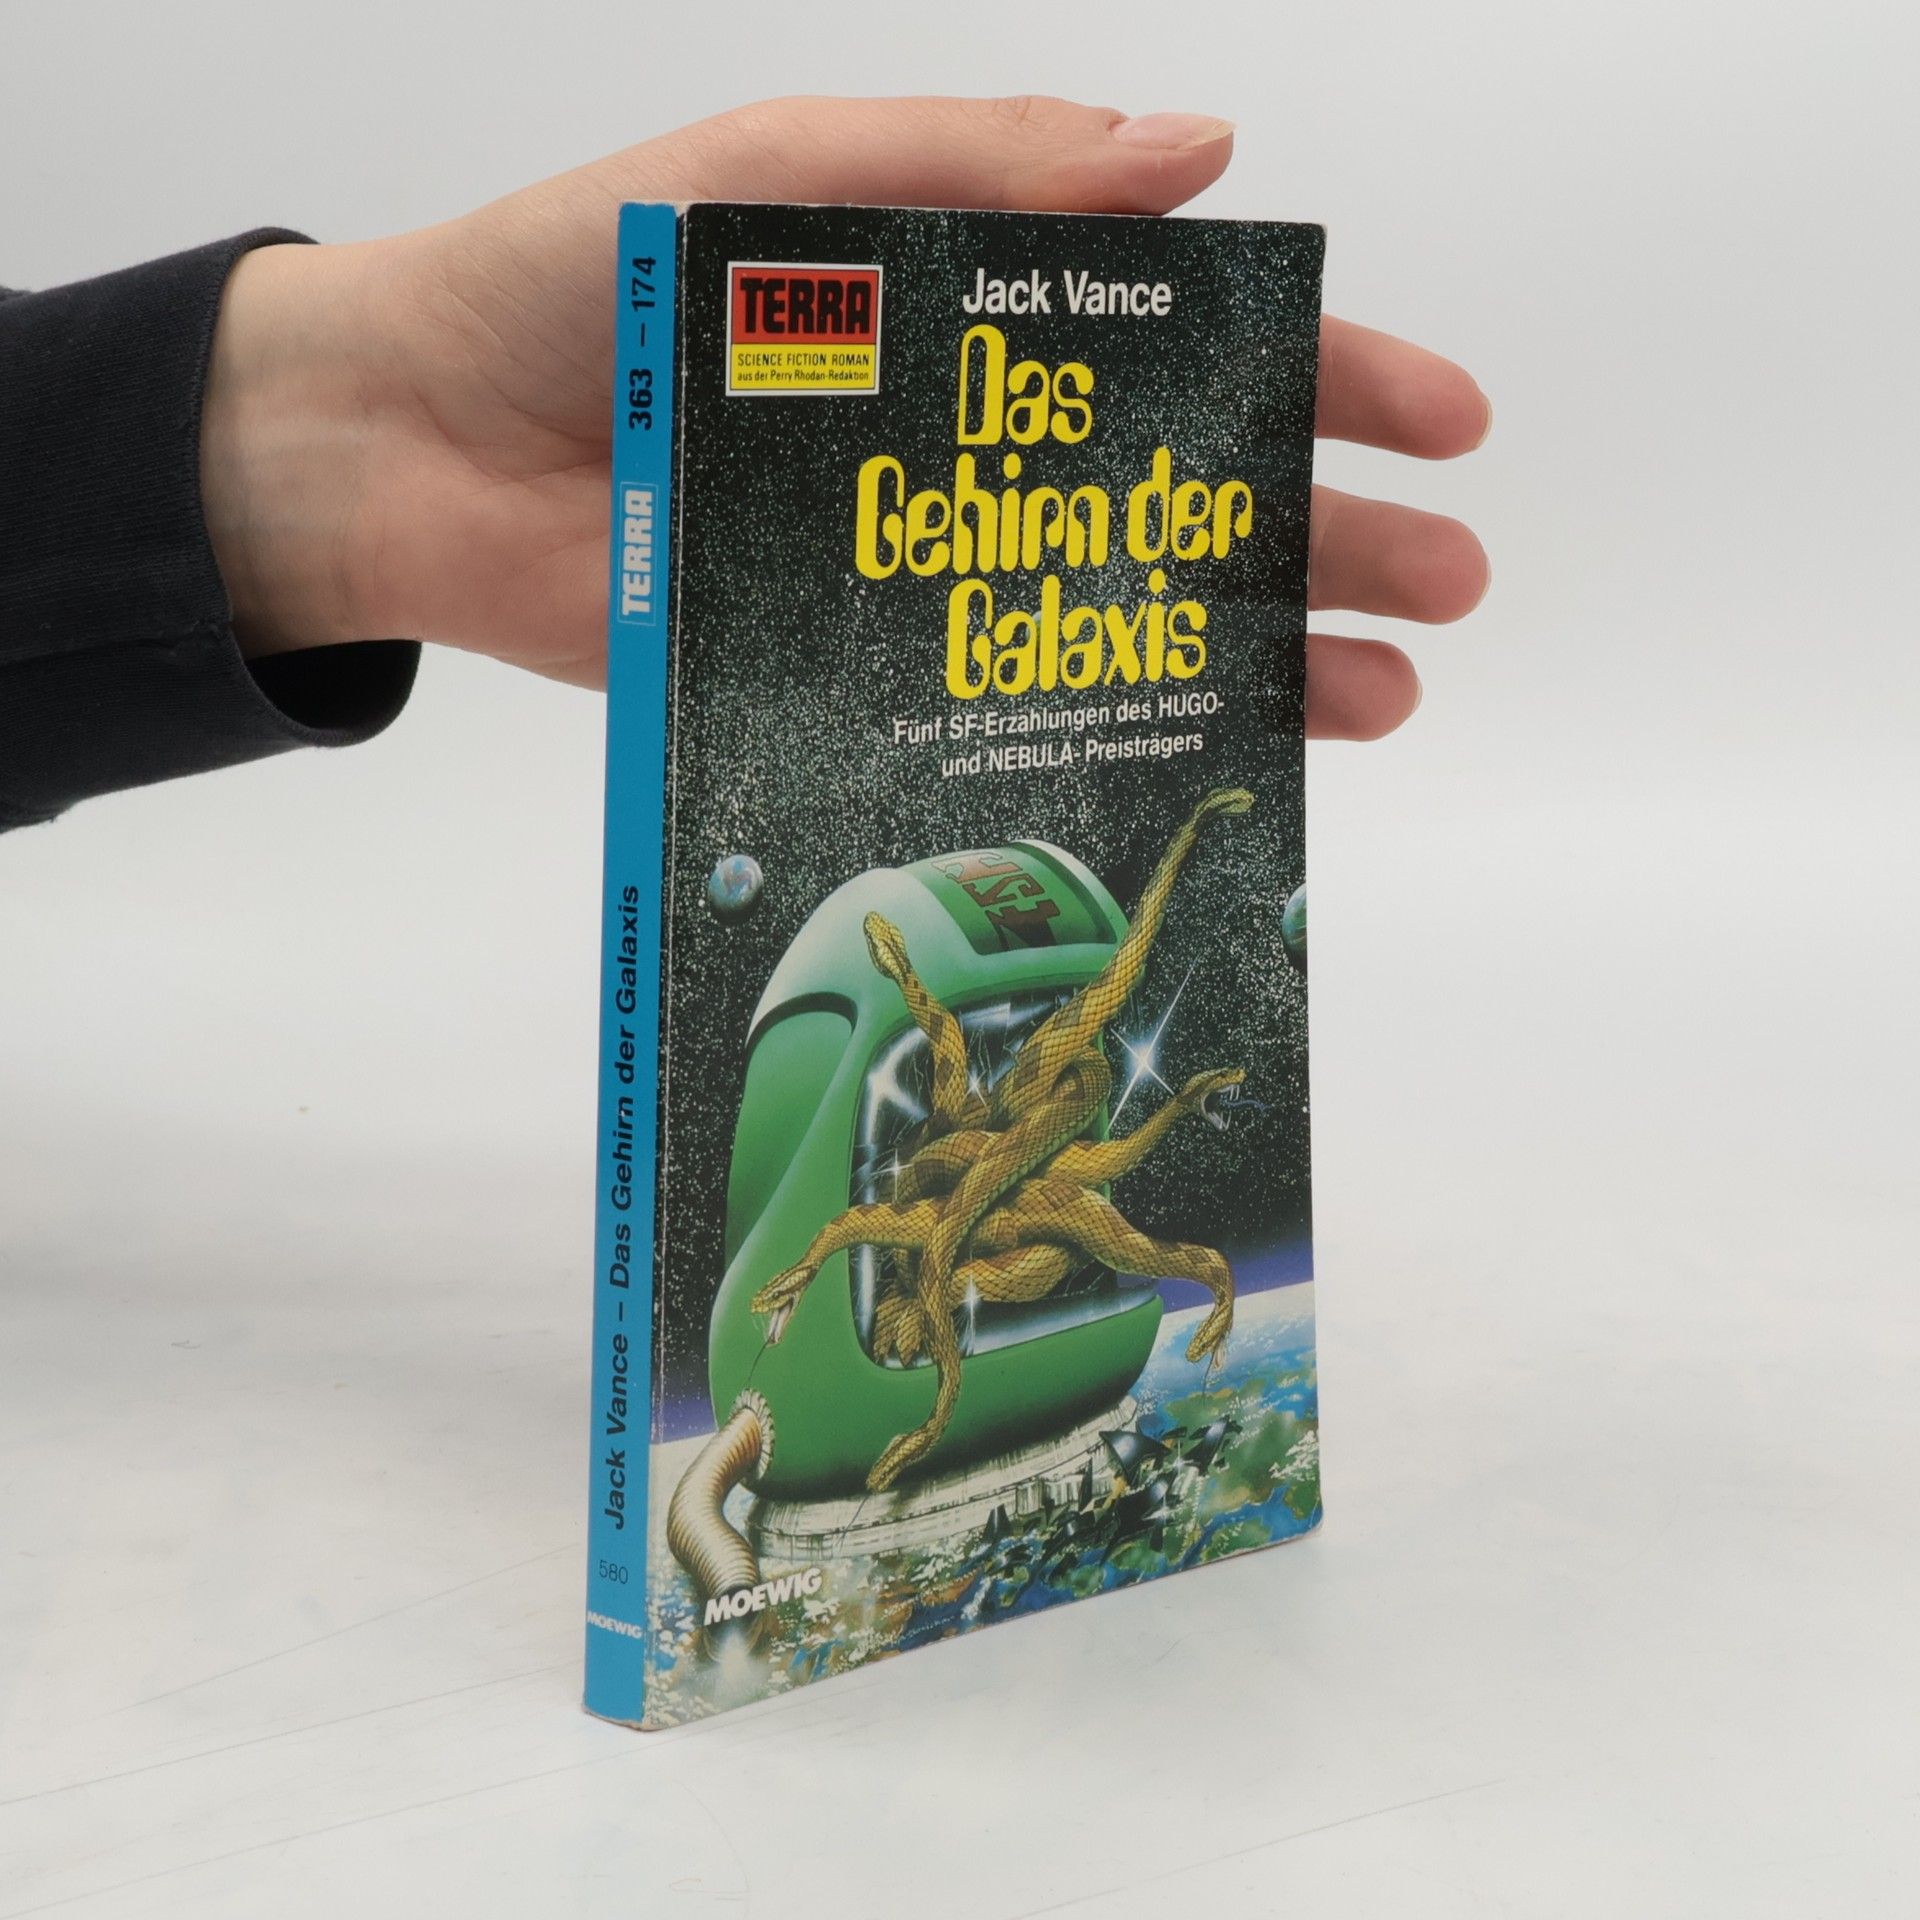 TERRA
SCIENCE FICTION ROMAN
aus der Perry Rhodan-Redaktion
Jack Vance
Das
Gehirn der
Galaxis
Fünf SF-Erzählungen des HUGO-
und NEBULA-Preisträgers
MOEWIG
363 – 174
TERRA
Jack Vance – Das Gehirn der Galaxis
580
MOEWIG